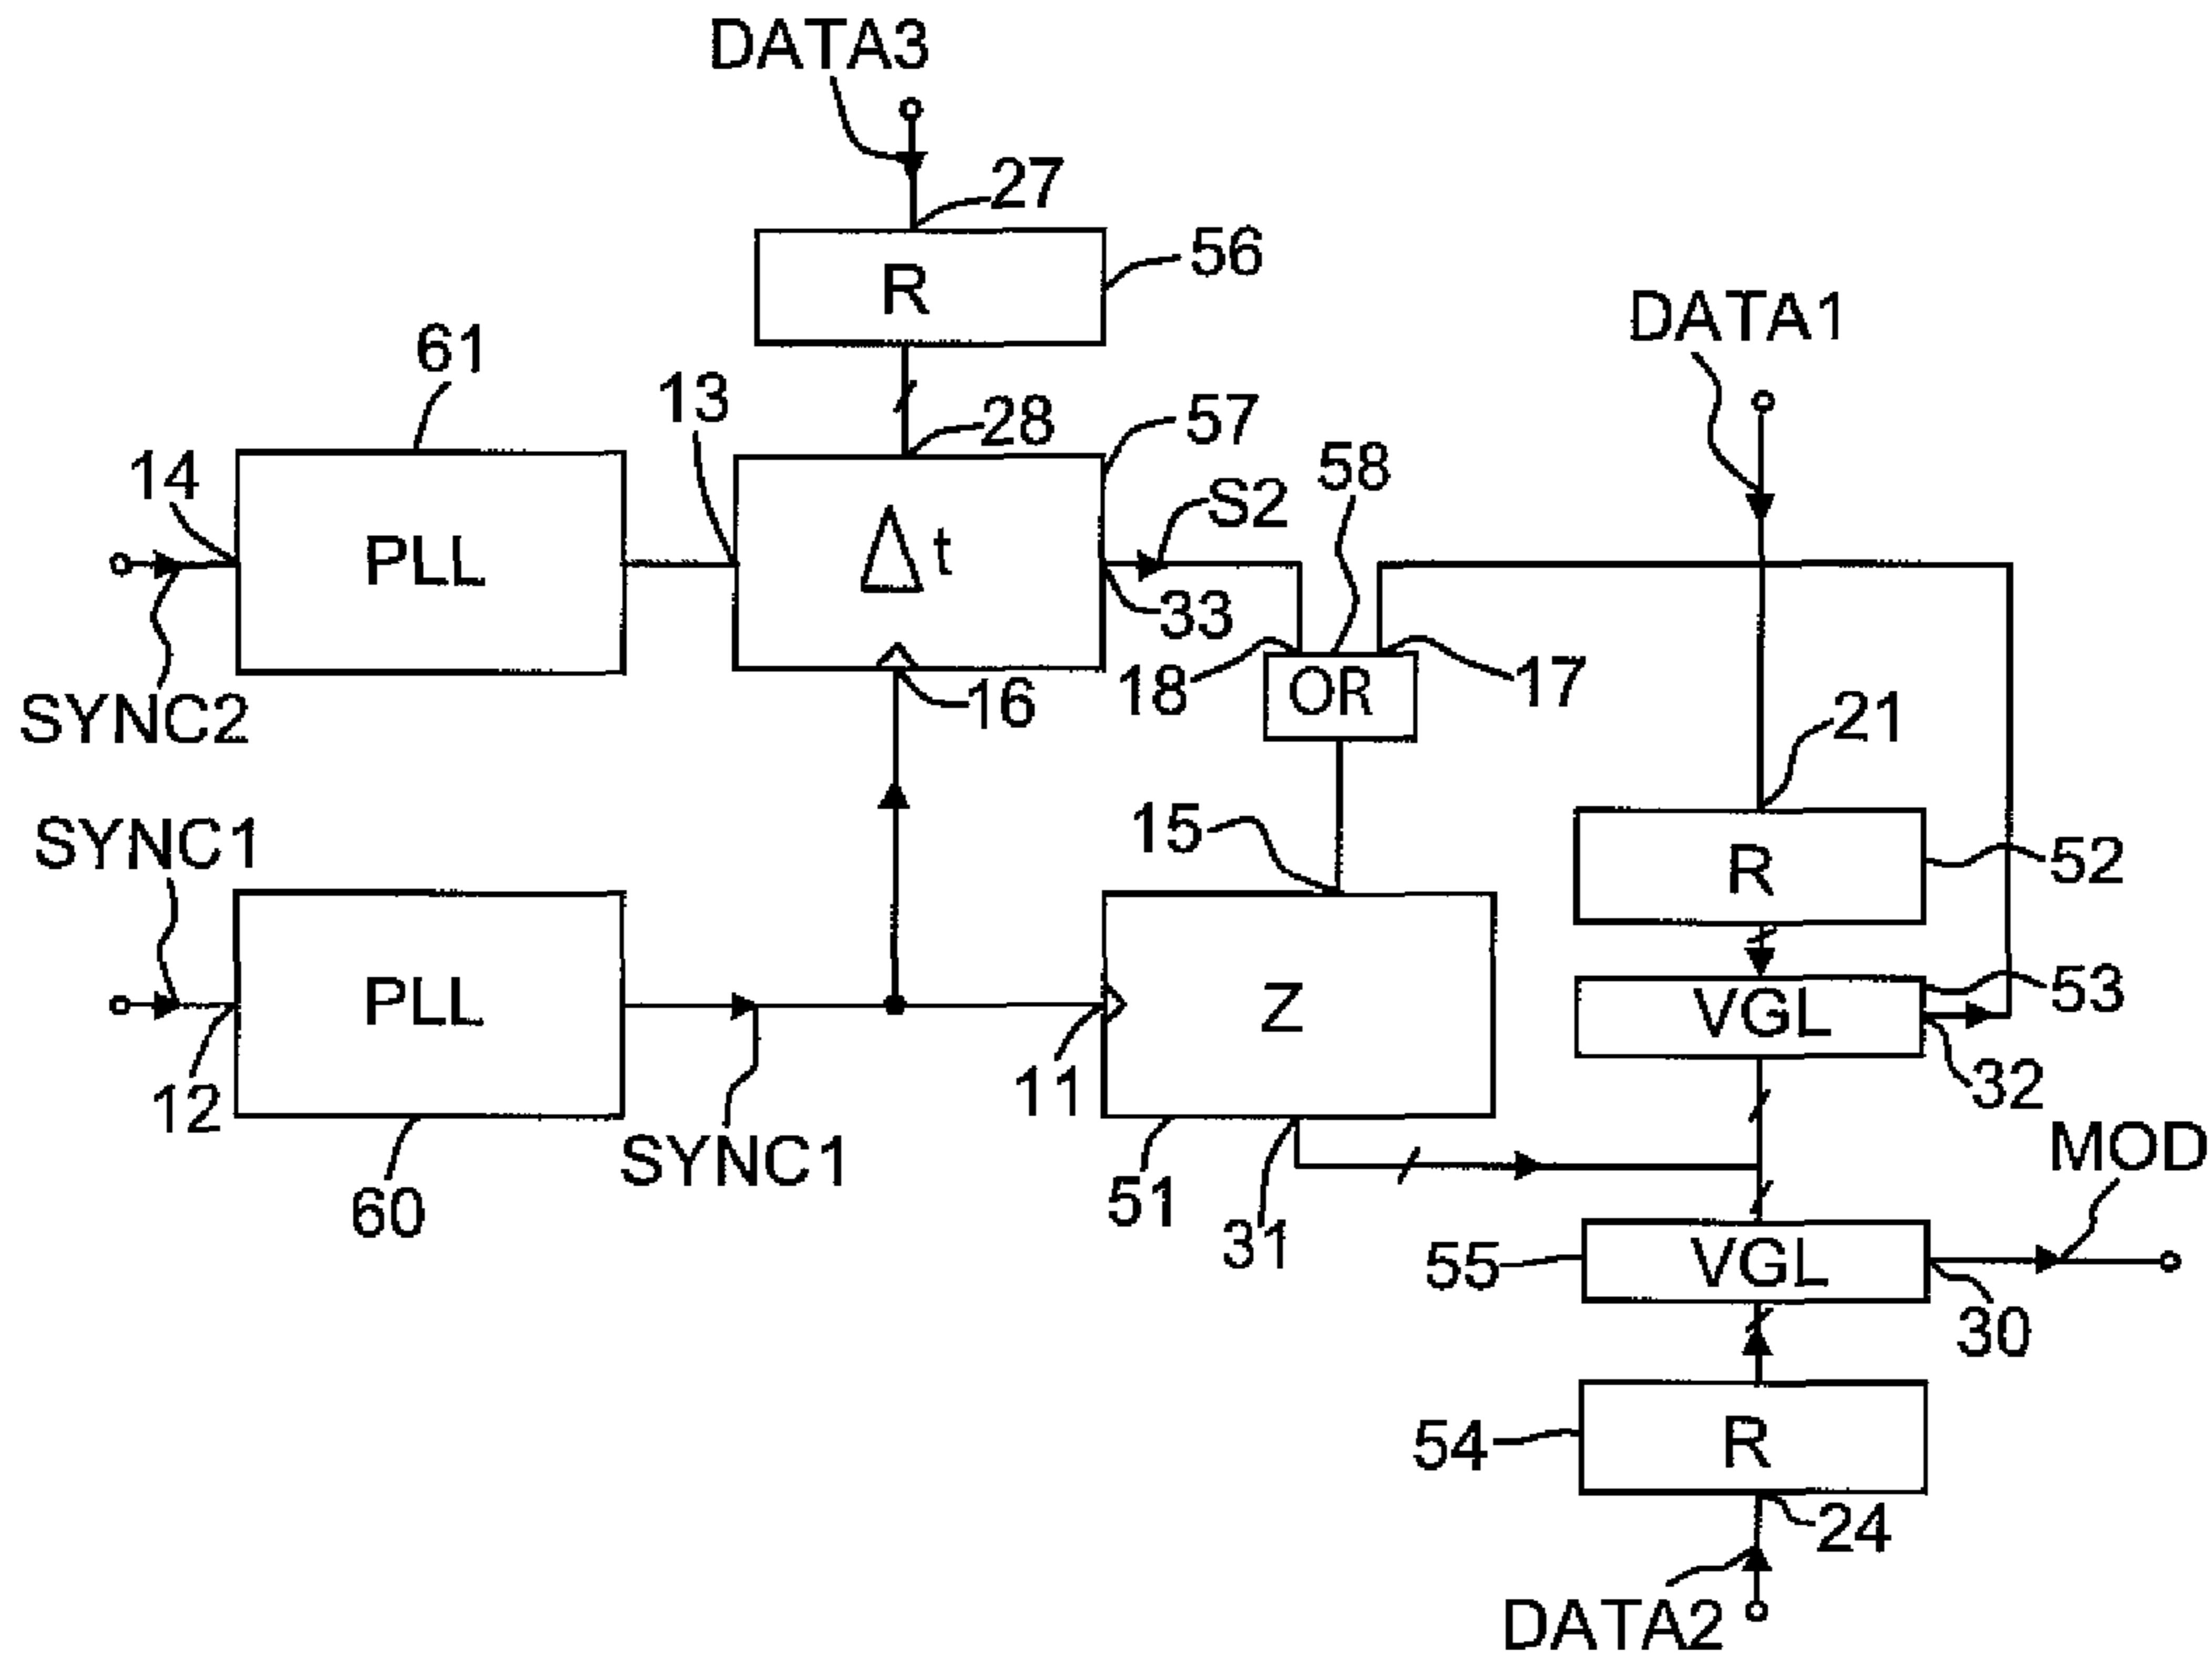 DATA3
27
R
56
DATA1
61
13
28
57
58
14
S2
PLL
Δt
33
18
OR
17
SYNC2
16
21
SYNC1
15
R
52
PLL
Z
VGL
53
12
11
32
SYNC1
MOD
60
51
31
55
VGL
30
54
R
24
DATA2